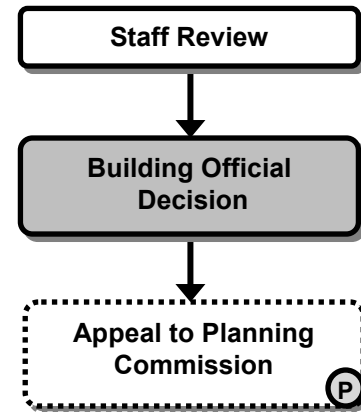 Staff Review
Building Official
Decision
Appeal to Planning
Commission
P